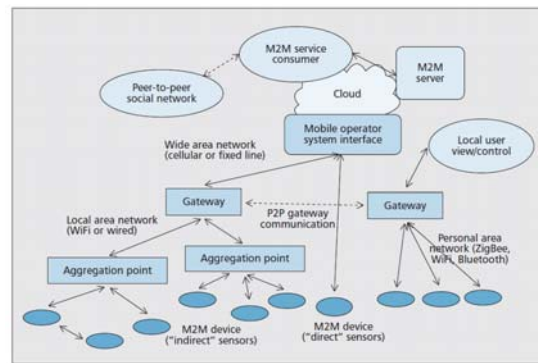 M2M service
consumer
M2M
server
Peer-to-peer
social network
Cloud
Mobile operator
system interface
Wide area network
(cellular or fixed line)
Local user
view/control
Gateway
Gateway
P2P gateway
communication
Local area network
(WiFi or wired)
Personal area
network (ZigBee,
WiFi, Bluetooth)
Aggregation point
Aggregation point
M2M device
("indirect" sensors)
M2M device
("direct" sensors)